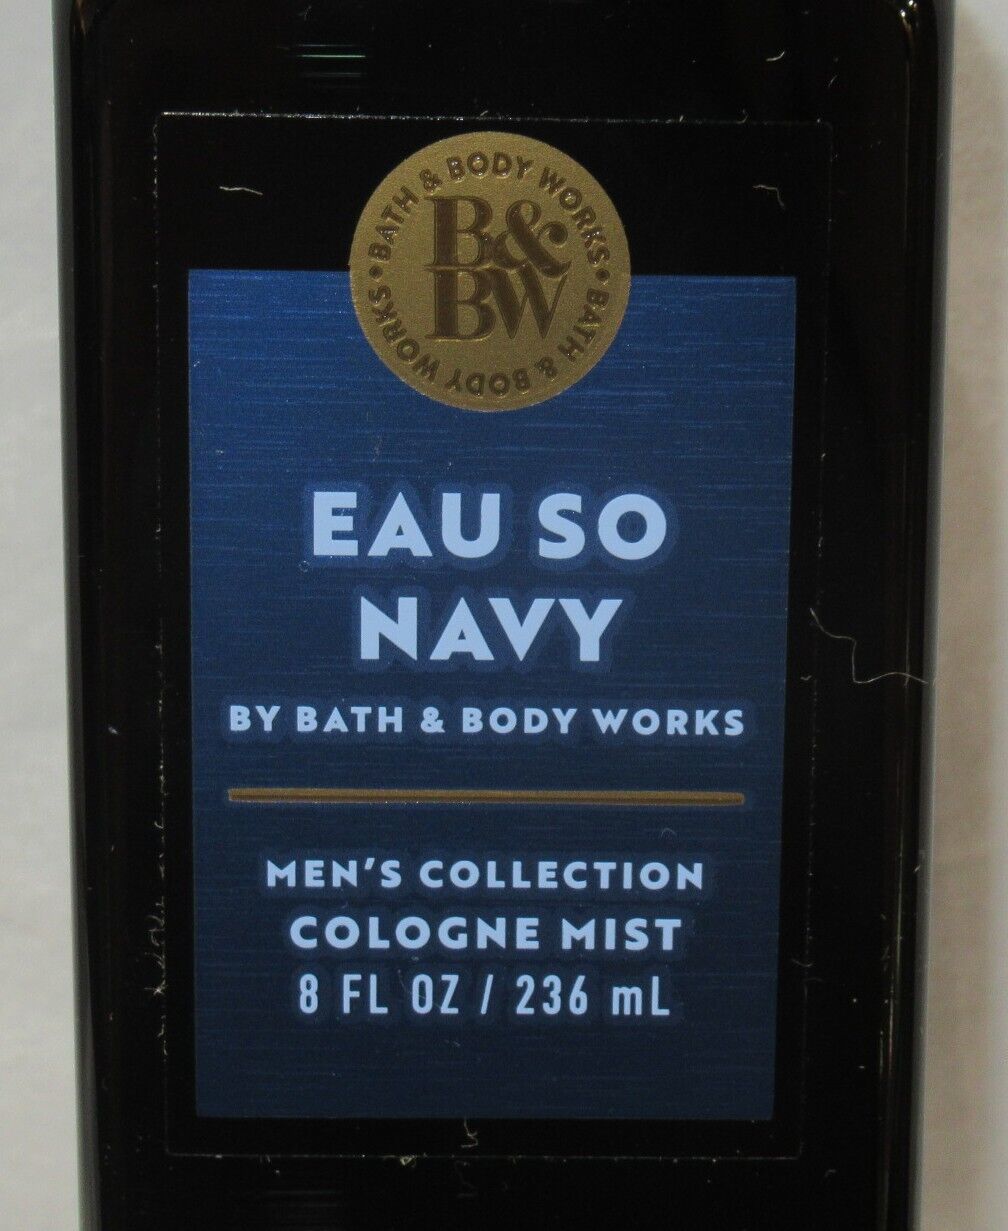 BATH & BODY WORKS • BATH & BODY WORKS •
B&
BW
EAU SO
NAVY
BY BATH & BODY WORKS
MEN'S COLLECTION
COLOGNE MIST
8 FL OZ / 236 mL